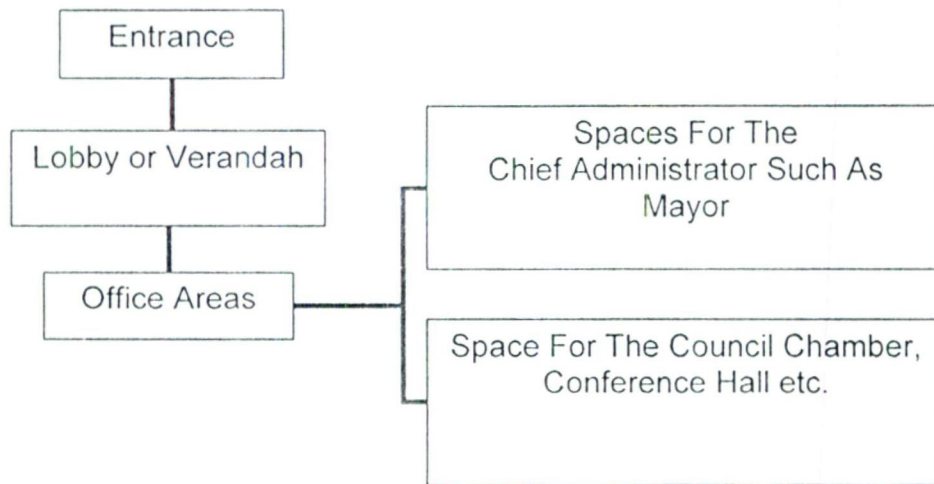 Entrance
Lobby or Verandah
Office Areas
Spaces For The
Chief Administrator Such As
Mayor
Space For The Council Chamber,
Conference Hall etc.